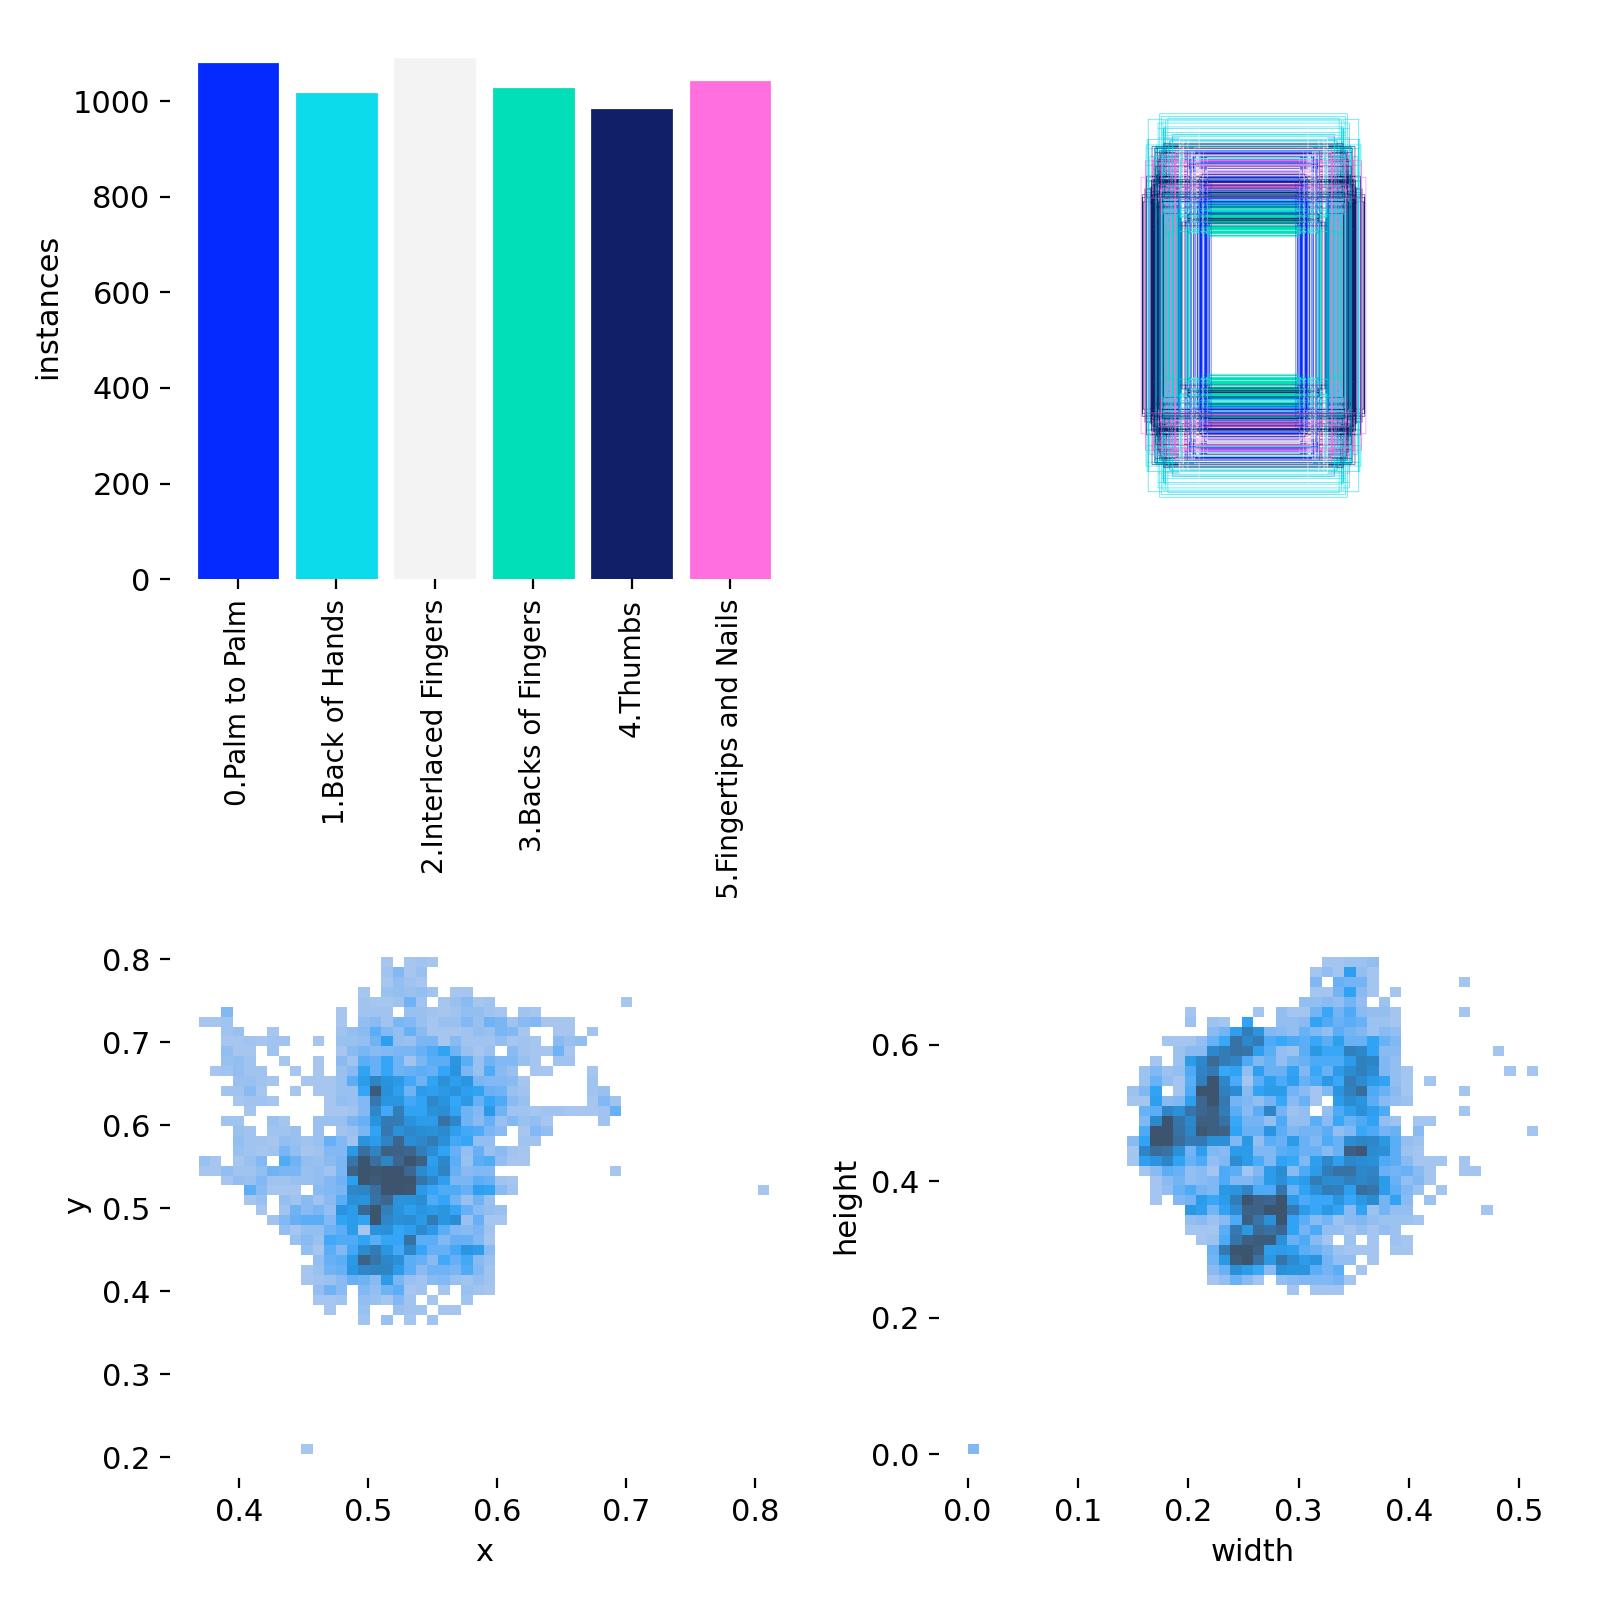 instances
1000
800
600
400
200
0
0.Palm to Palm
1.Back of Hands
2.Interlaced Fingers
3.Backs of Fingers
4.Thumbs
5.Fingertips and Nails
y
0.8
0.7
0.6
0.5
0.4
0.3
0.2
0.4 0.5 0.6 0.7 0.8
x
height
0.6
0.4
0.2
0.0
0.0 0.1 0.2 0.3 0.4 0.5
width